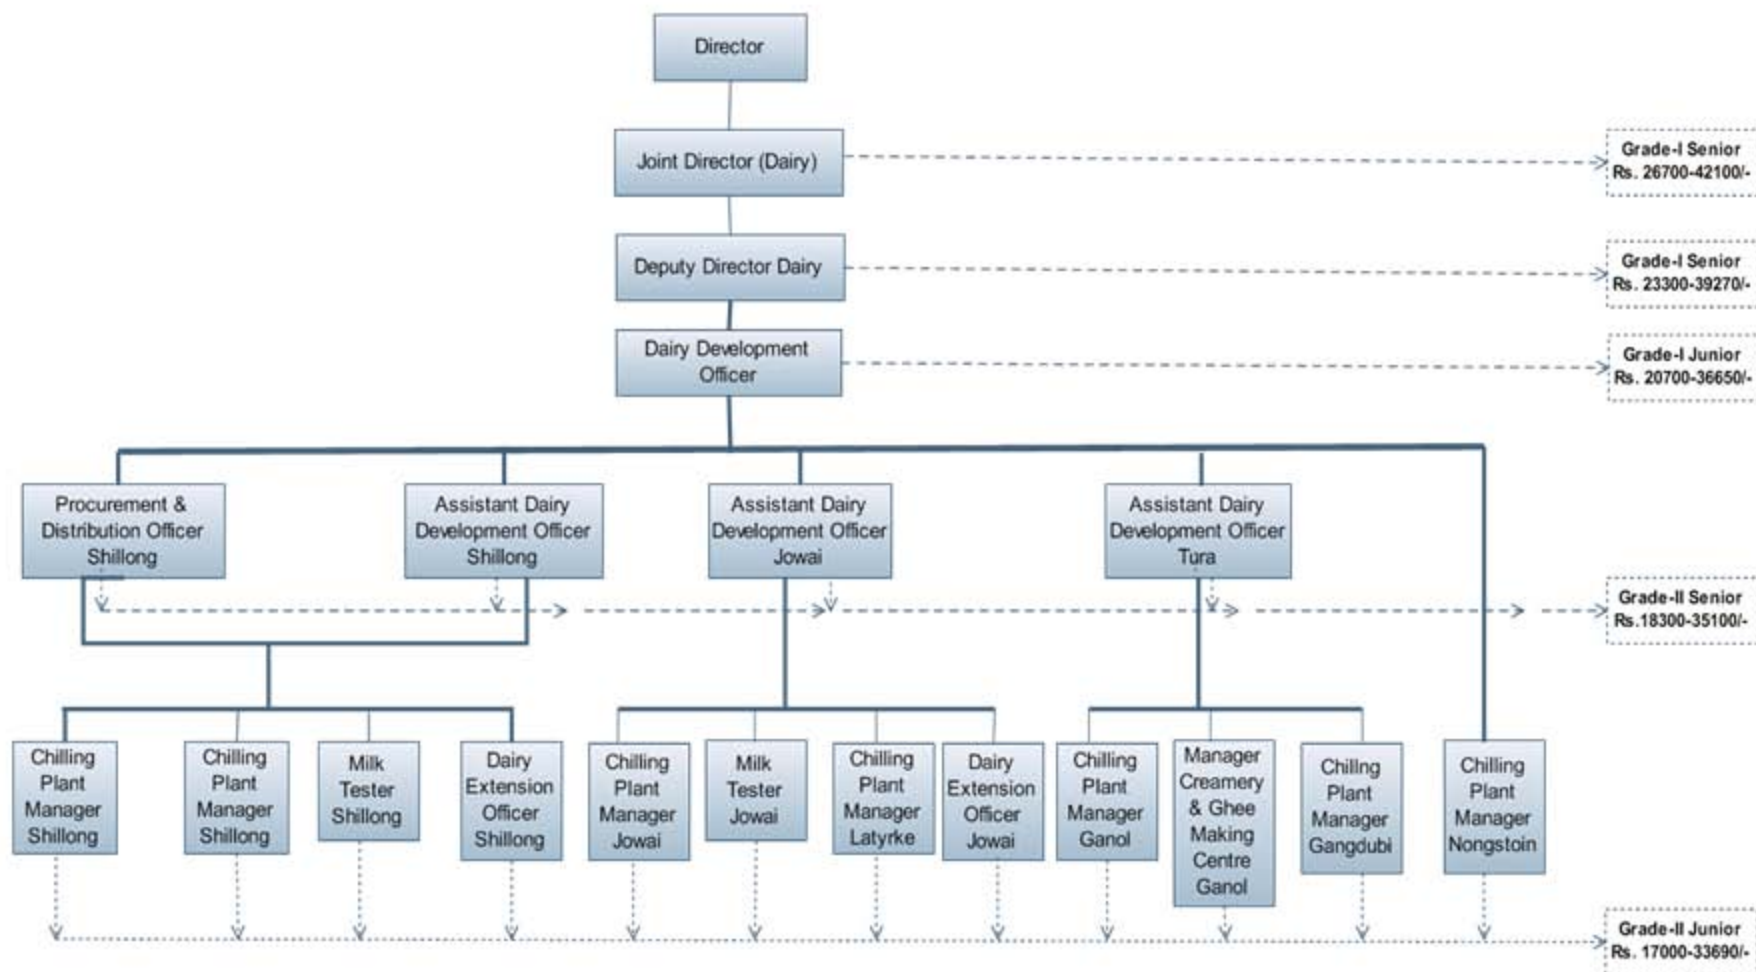 Director
Joint Director (Dairy)
Grade-I Senior
Rs. 26700-42100/-
Deputy Director Dairy
Grade-I Senior
Rs. 23300-39270/-
Dairy Development
Officer
Grade-I Junior
Rs. 20700-36650/-
Procurement &
Distribution Officer
Shillong
Assistant Dairy
Development Officer
Shillong
Assistant Dairy
Development Officer
Jowai
Assistant Dairy
Development Officer
Tura
Grade-II Senior
Rs.18300-35100/-
Chilling
Plant
Manager
Shillong
Chilling
Plant
Manager
Shillong
Milk
Tester
Shillong
Dairy
Extension
Officer
Shillong
Chilling
Plant
Manager
Jowai
Milk
Tester
Jowai
Chilling
Plant
Manager
Latyrke
Dairy
Extension
Officer
Jowai
Chilling
Plant
Manager
Ganol
Manager
Creamery
& Ghee
Making
Centre
Ganol
Chillng
Plant
Manager
Gangdubi
Chilling
Plant
Manager
Nongstoin
Grade-II Junior
Rs. 17000-33690/-